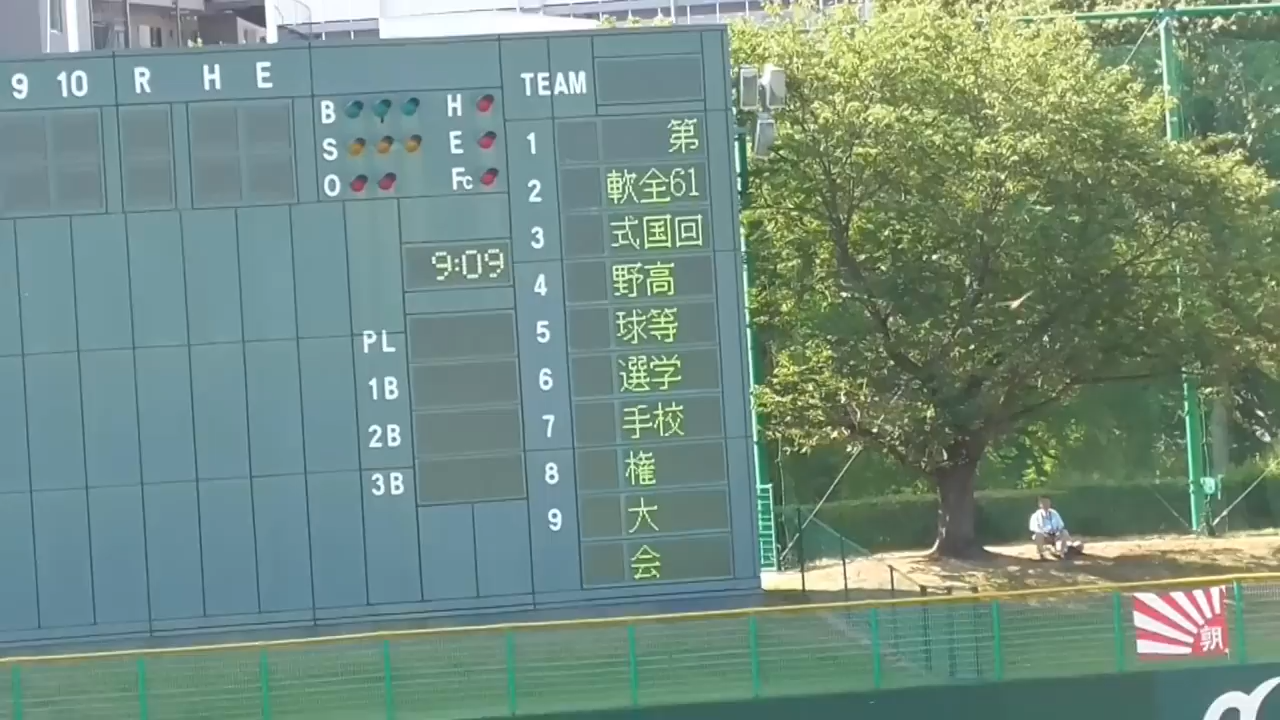 9 10 R H E
B H
S E
O Fc
TEAM
1 第
2 軟全61
3 式国回
4 野高
5 球等
6 選学
7 手校
8 権
9 大
会
9:09
PL
1B
2B
3B
朝